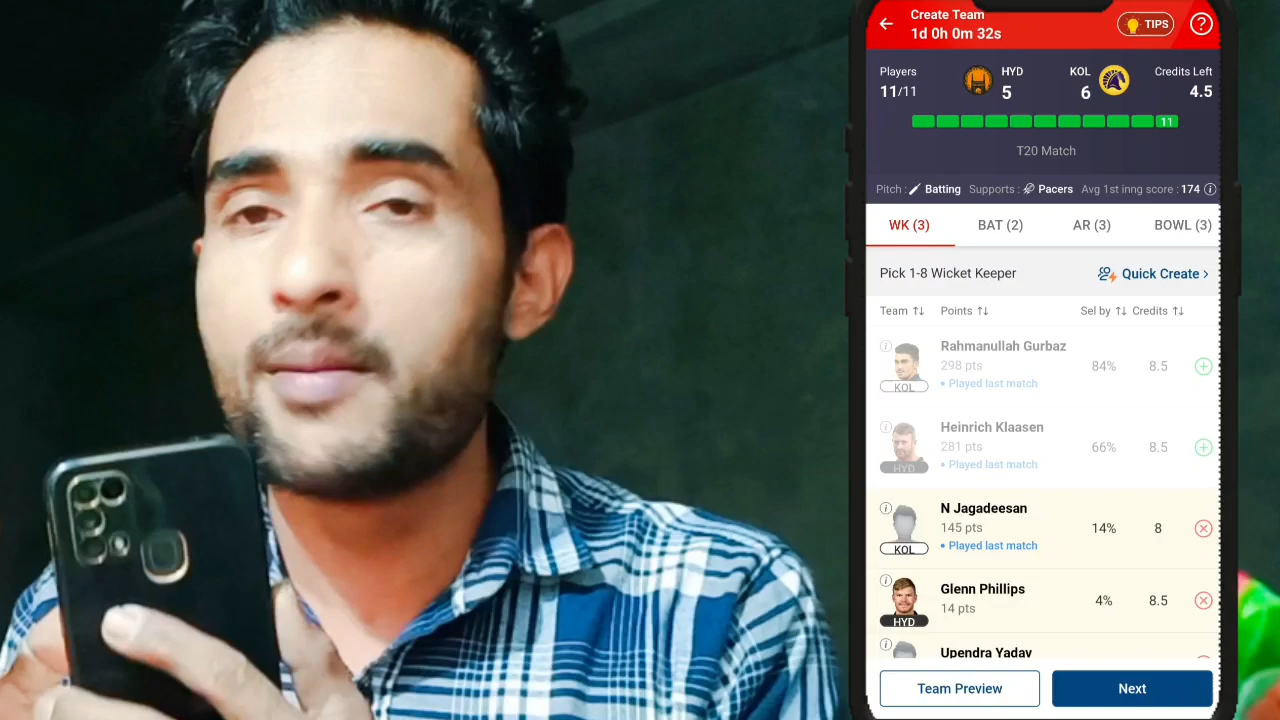 Create Team
1d 0h 0m 32s
TIPS
?
Players
11/11
HYD
5
KOL
6
Credits Left
4.5
11
T20 Match
Pitch : Batting Supports : Pacers Avg 1st inng score : 174
WK (3) BAT (2) AR (3) BOWL (3)
Pick 1-8 Wicket Keeper Quick Create >
Team Points Sel by Credits
Rahmanullah Gurbaz
298 pts 84% 8.5
• Played last match
KOL
Heinrich Klaasen
281 pts 66% 8.5
• Played last match
HYD
N Jagadeesan
145 pts 14% 8
• Played last match
KOL
Glenn Phillips
14 pts 4% 8.5
HYD
Upendra Yadav
Team Preview Next